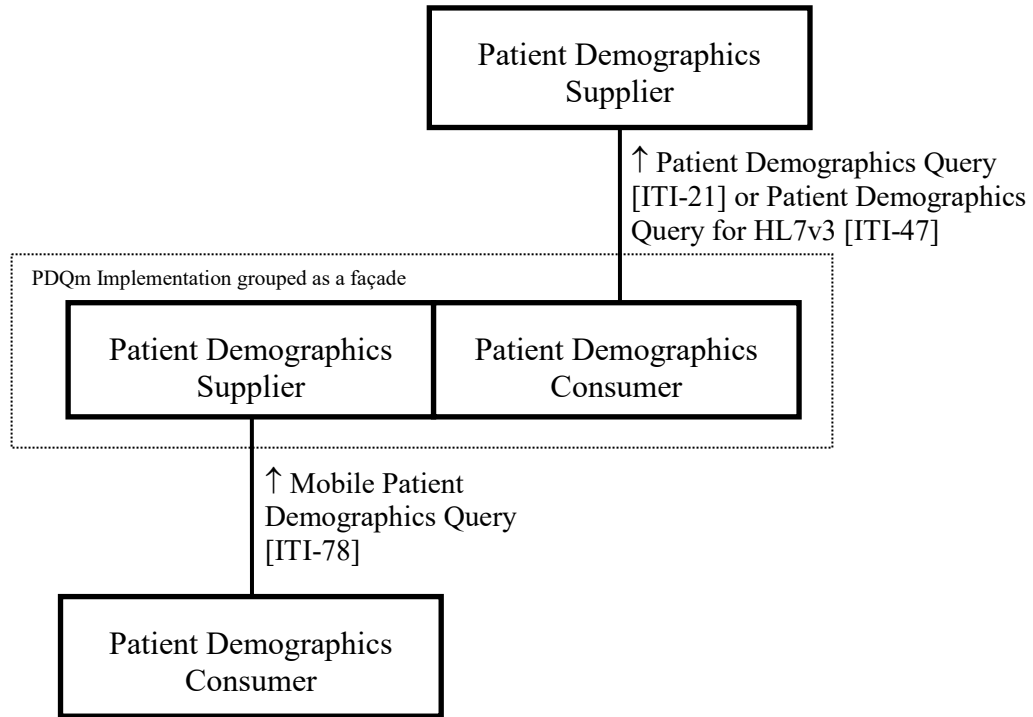 Patient Demographics
Supplier
↑ Patient Demographics Query
[ITI-21] or Patient Demographics
Query for HL7v3 [ITI-47]
PDQm Implementation grouped as a façade
Patient Demographics
Supplier
Patient Demographics
Consumer
↑ Mobile Patient
Demographics Query
[ITI-78]
Patient Demographics
Consumer